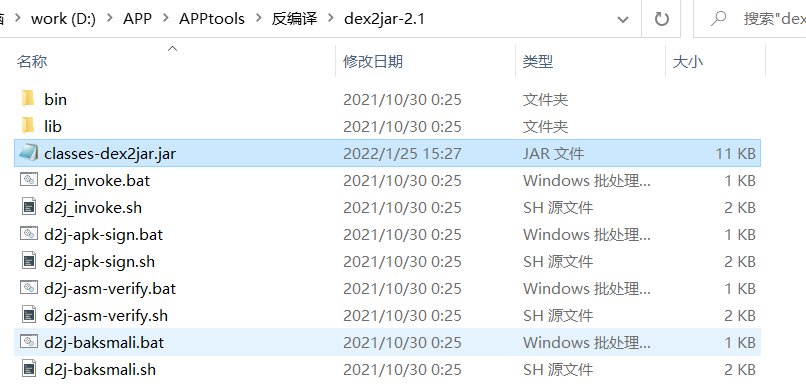 work (D:) > APP > APPtools > 反编译 > dex2jar-2.1 搜索"dex
名称 修改日期 类型 大小
bin 2021/10/30 0:25 文件夹
lib 2021/10/30 0:25 文件夹
classes-dex2jar.jar 2022/1/25 15:27 JAR 文件 11 KB
d2j_invoke.bat 2021/10/30 0:25 Windows 批处理... 1 KB
d2j_invoke.sh 2021/10/30 0:25 SH 源文件 2 KB
d2j-apk-sign.bat 2021/10/30 0:25 Windows 批处理... 1 KB
d2j-apk-sign.sh 2021/10/30 0:25 SH 源文件 2 KB
d2j-asm-verify.bat 2021/10/30 0:25 Windows 批处理... 1 KB
d2j-asm-verify.sh 2021/10/30 0:25 SH 源文件 2 KB
d2j-baksmali.bat 2021/10/30 0:25 Windows 批处理... 1 KB
d2j-baksmali.sh 2021/10/30 0:25 SH 源文件 2 KB